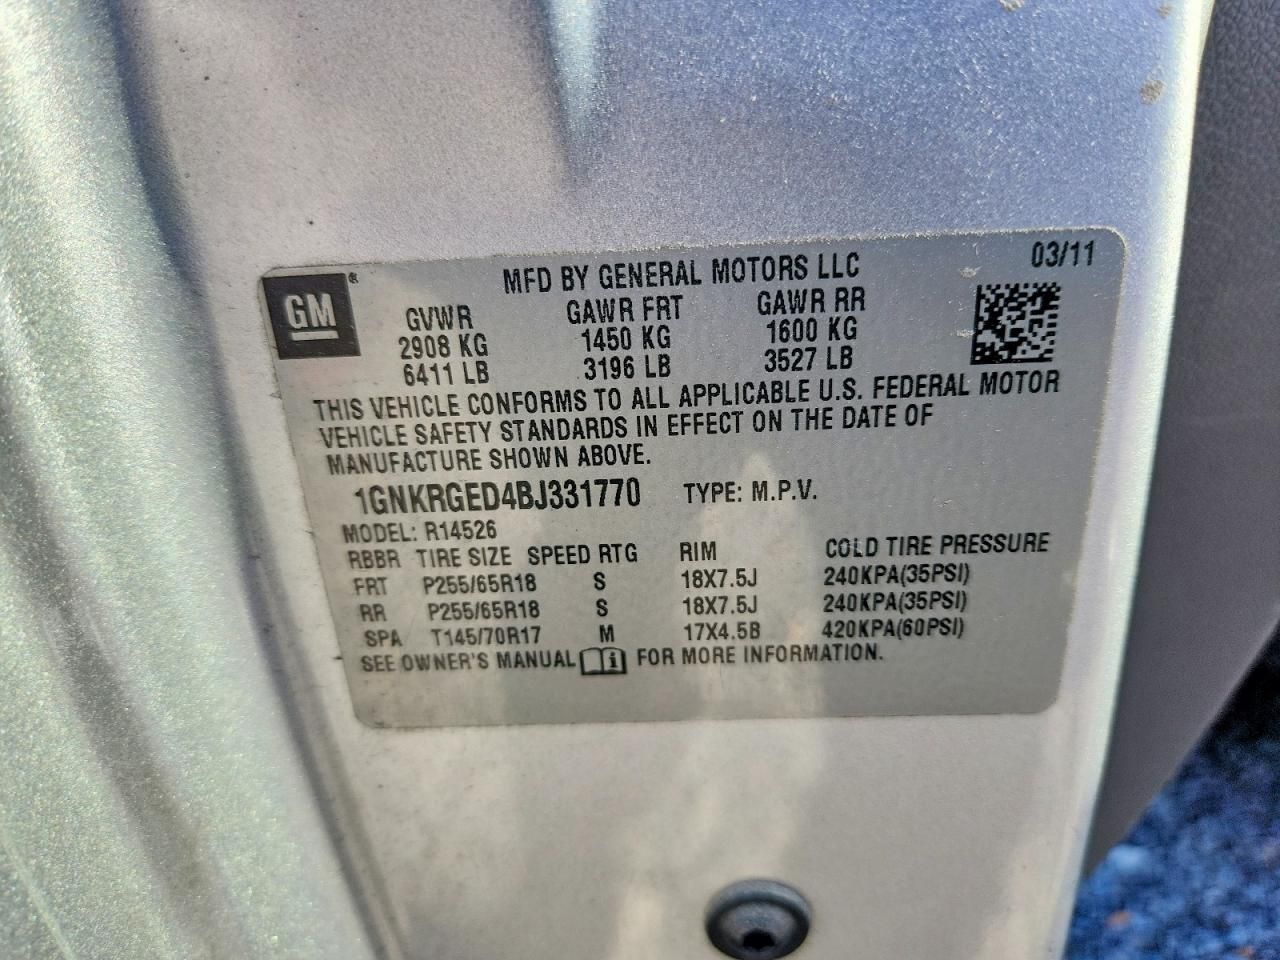 MFD BY GENERAL MOTORS LLC 03/11
GM®
GVWR GAWR FRT GAWR RR
2908 KG 1450 KG 1600 KG
6411 LB 3196 LB 3527 LB
THIS VEHICLE CONFORMS TO ALL APPLICABLE U.S. FEDERAL MOTOR
VEHICLE SAFETY STANDARDS IN EFFECT ON THE DATE OF
MANUFACTURE SHOWN ABOVE.
1GNKRGED4BJ331770 TYPE: M.P.V.
MODEL: R14526
RBBR TIRE SIZE SPEED RTG RIM COLD TIRE PRESSURE
FRT P255/65R18 S 18X7.5J 240KPA(35PSI)
RR P255/65R18 S 18X7.5J 240KPA(35PSI)
SPA T145/70R17 M 17X4.5B 420KPA(60PSI)
SEE OWNER'S MANUAL i FOR MORE INFORMATION.